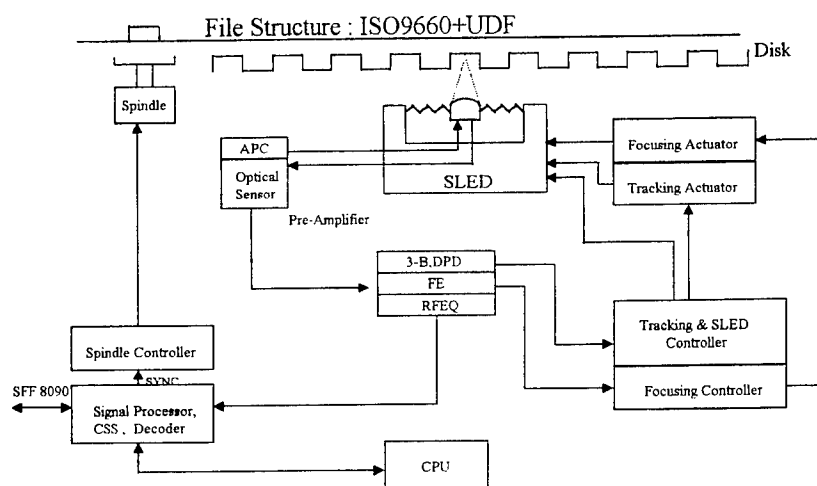 File Structure : ISO9660+UDF
Disk
Spindle
APC
Optical
Sensor
SLED
Focusing Actuator
Tracking Actuator
Pre-Amplifier
3-B,DPD
FE
RFEQ
Tracking & SLED
Controller
Focusing Controller
Spindle Controller
SYNC
SFF 8090
Signal Processor,
CSS 、Decoder
CPU